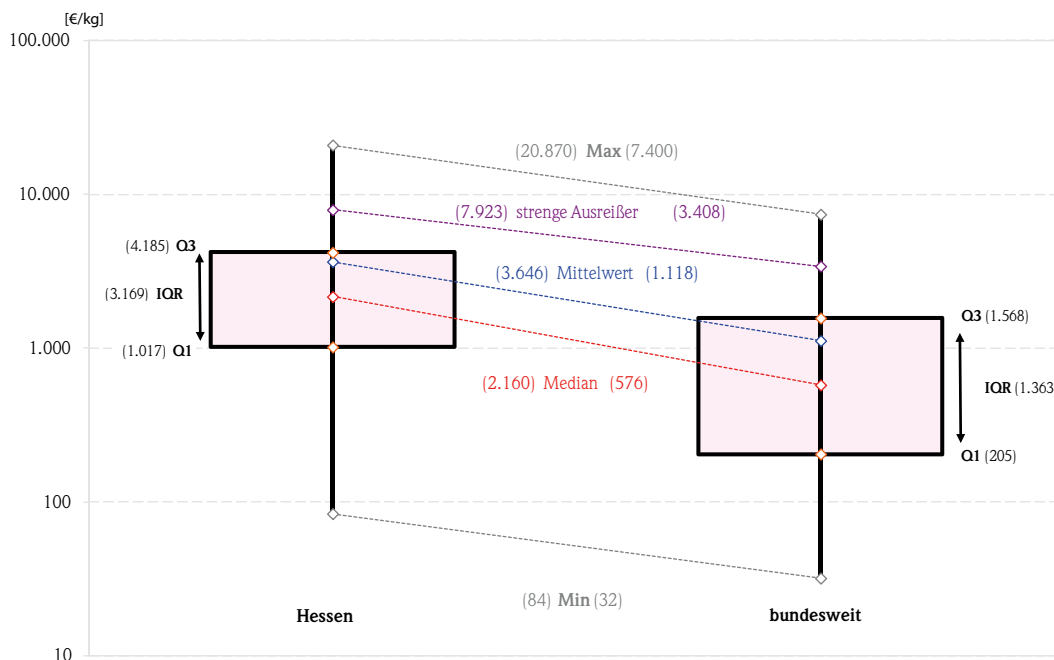 [€/kg]
100.000
(20.870) Max (7.400)
10.000
(7.923) strenge Ausreißer (3.408)
(4.185) Q3
(3.646) Mittelwert (1.118)
(3.169) IQR
Q3 (1.568)
1.000
(1.017) Q1
(2.160) Median (576)
IQR (1.363
Q1 (205)
100
(84) Min (32)
Hessen
bundesweit
10